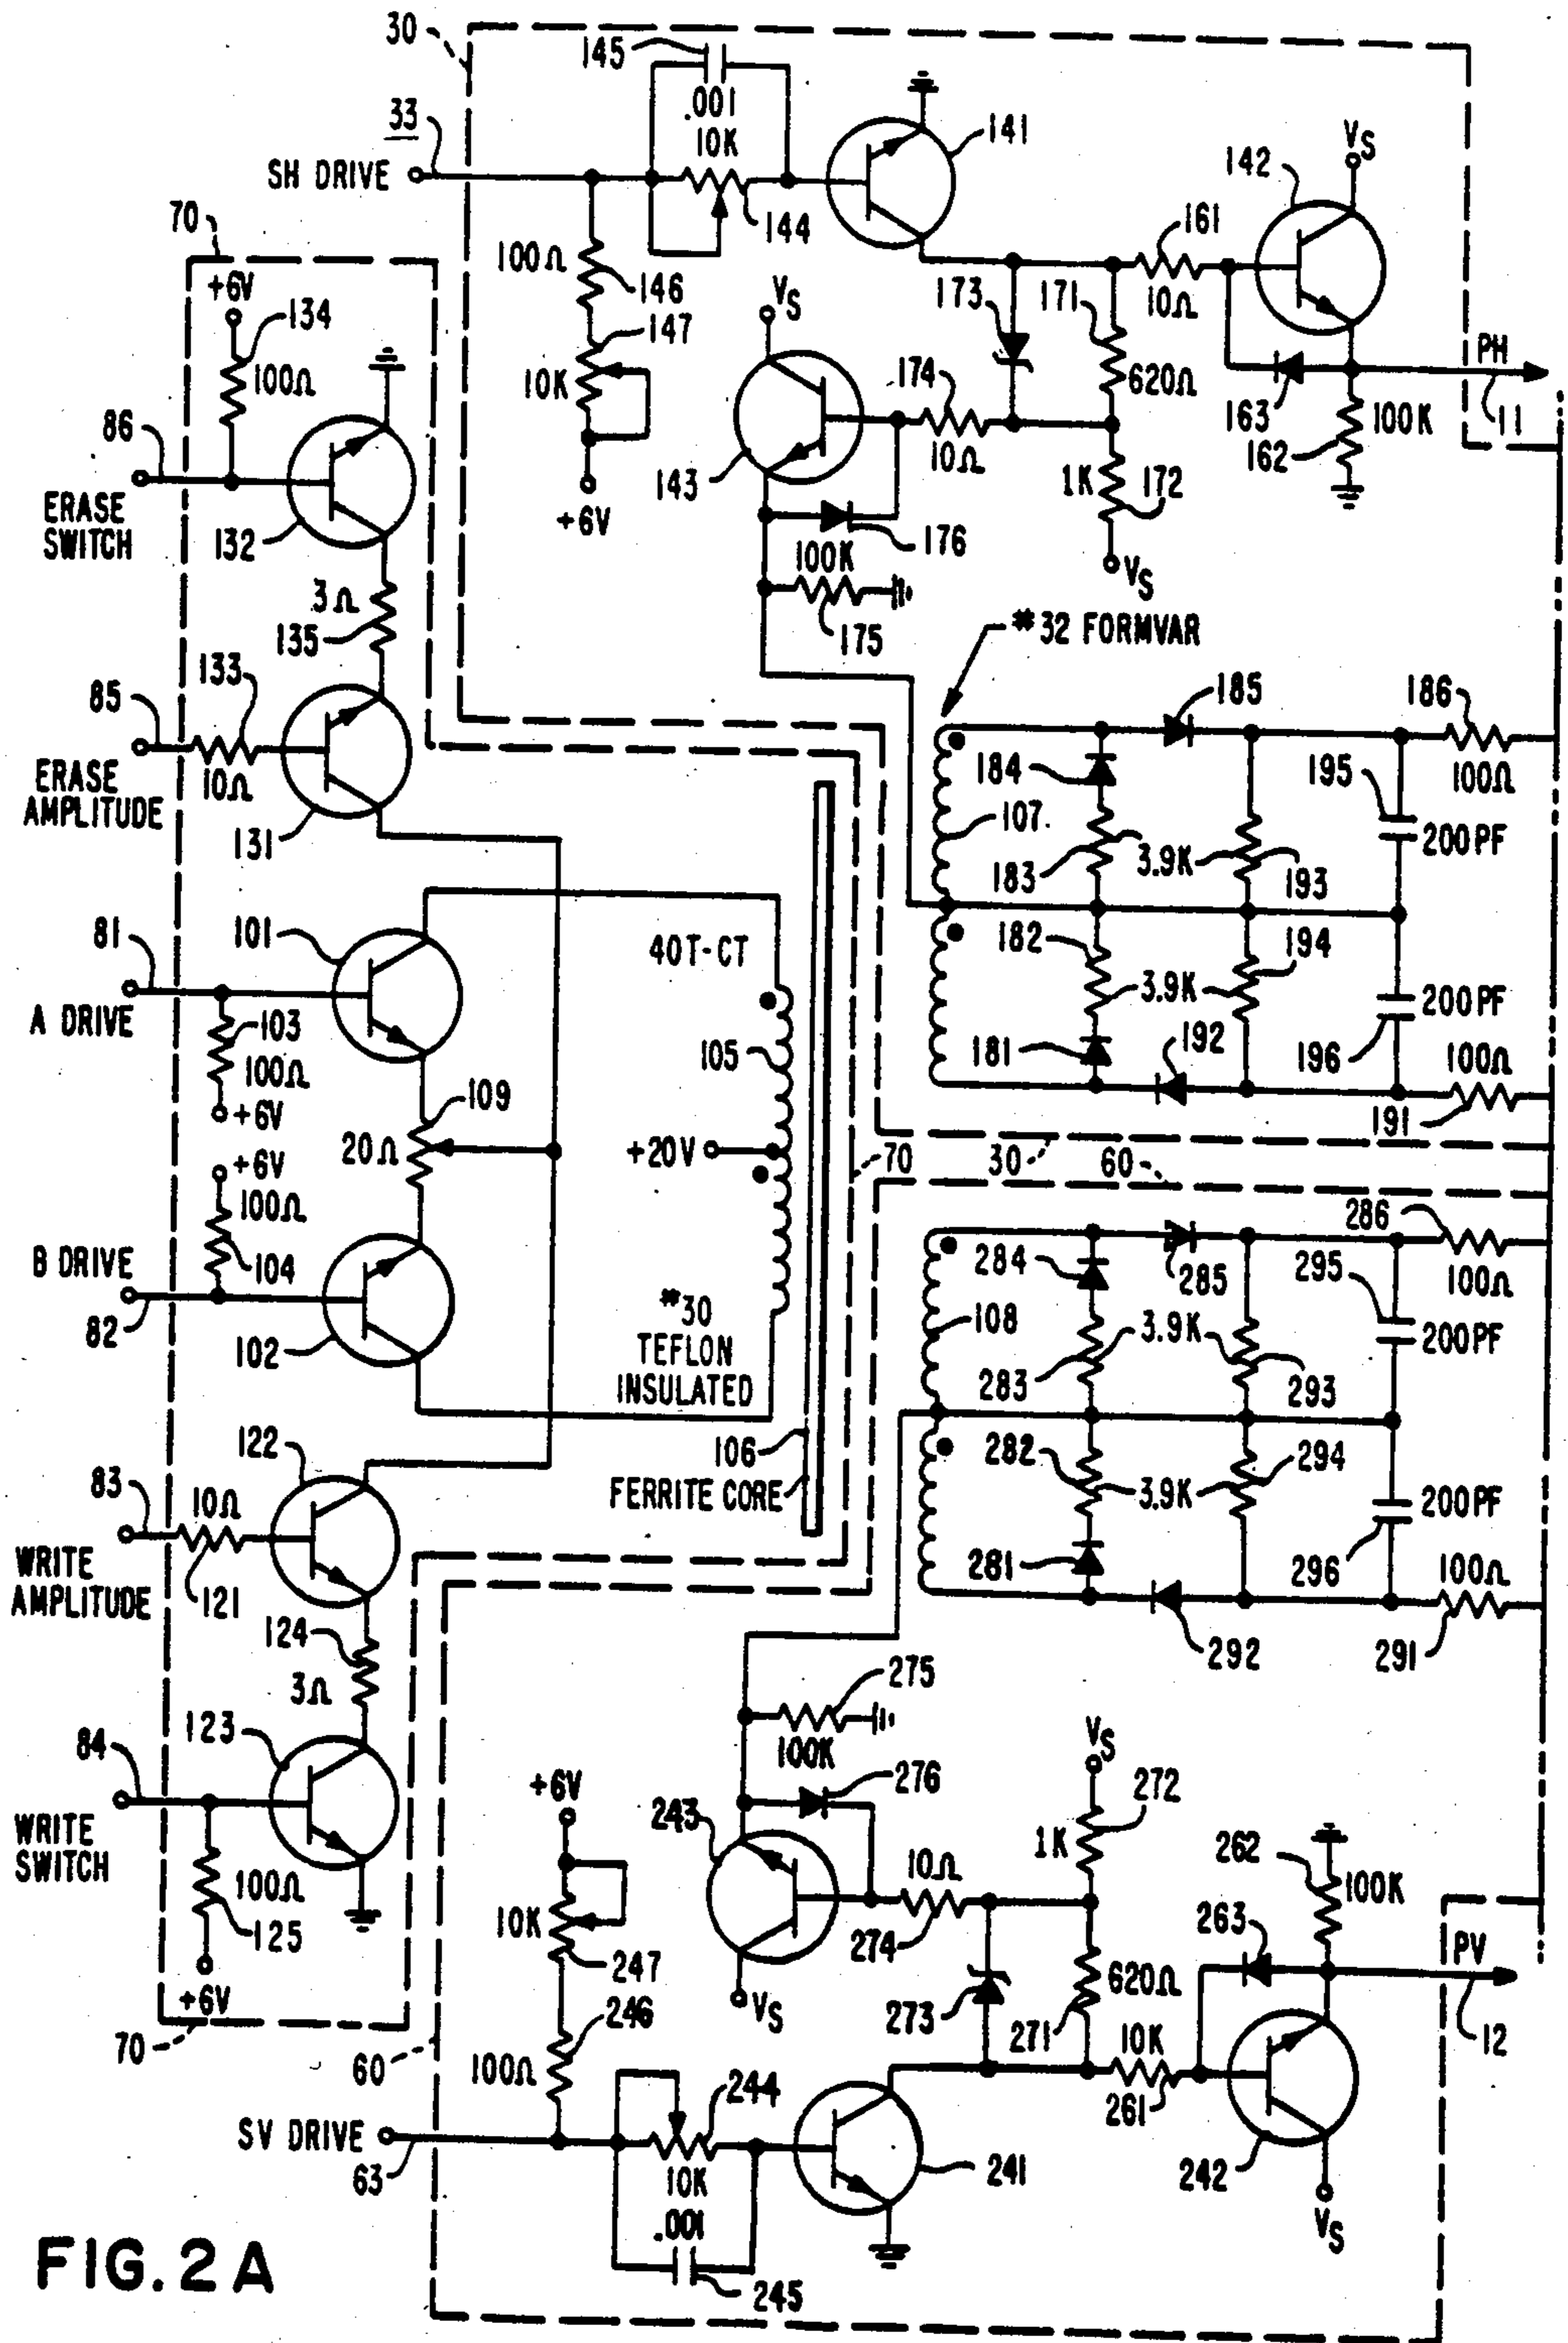 30
145
.001
10K
33
SH DRIVE
141
142
VS
144
70
100Ω
146
VS
173
171
161
10Ω
+6V
134
147
PH
100Ω
10K
174
620Ω
163
100K
11
86
143
10Ω
162
1K
172
+6V
ERASE
SWITCH
132
176
100K
VS
3Ω
135
175
#32 FORMVAR
133
85
185
186
ERASE
AMPLITUDE
10Ω
184
195
100Ω
131
107
200PF
183
3.9K
193
81
101
40T-CT
182
194
A DRIVE
103
3.9K
200PF
105
181
192
196
100Ω
100Ω
+6V
109
191
20Ω
+20V
70
30
60
+6V
100Ω
286
B DRIVE
104
284
285
295
100Ω
82
#30
TEFLON
INSULATED
108
3.9K
200PF
102
283
293
122
106
FERRITE CORE
282
294
83
10Ω
3.9K
200PF
WRITE
AMPLITUDE
121
281
296
100Ω
124
292
291
3Ω
275
84
123
VS
100K
+6V
276
272
WRITE
SWITCH
243
1K
262
100Ω
10Ω
100K
125
10K
274
263
PV
247
+6V
VS
273
620Ω
246
271
10K
12
70
60
100Ω
244
261
SV DRIVE
63
10K
241
242
.001
VS
245
FIG. 2A